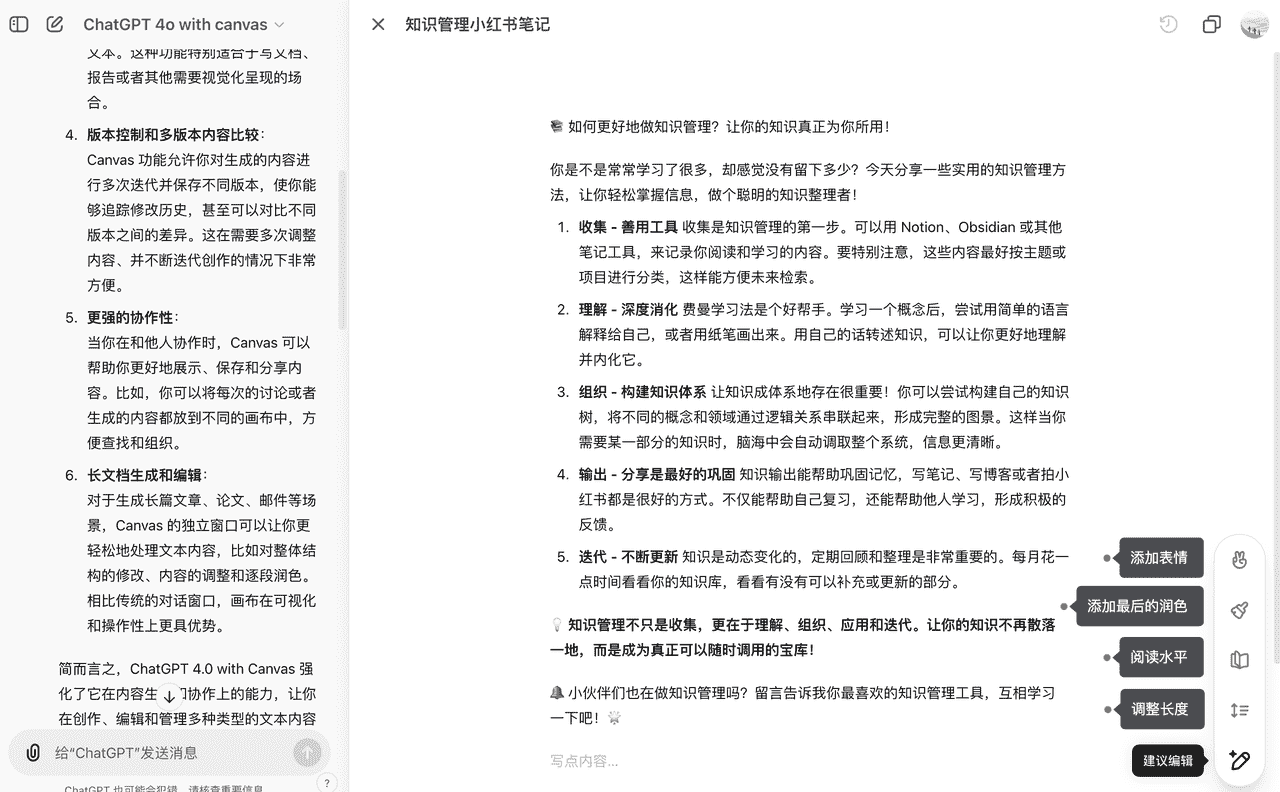 ChatGPT 4o with canvas
文本。这种功能特别适合于写文档、
报告或者其他需要视觉化呈现的场
合。
4. 版本控制和多版本内容比较：
Canvas 功能允许你对生成的内容进
行多次迭代并保存不同版本，使你能
够追踪修改历史，甚至可以对比不同
版本之间的差异。这在需要多次调整
内容、并不断迭代创作的情况下非常
方便。
5. 更强的协作性：
当你在和他人协作时，Canvas 可以
帮助你更好地展示、保存和分享内
容。比如，你可以将每次的讨论或者
生成的内容都放到不同的画布中，方
便查找和组织。
6. 长文档生成和编辑：
对于生成长篇文章、论文、邮件等场
景，Canvas 的独立窗口可以让你更
轻松地处理文本内容，比如对整体结
构的修改、内容的调整和逐段润色。
相比传统的对话窗口，画布在可视化
和操作性上更具优势。
简而言之，ChatGPT 4.0 with Canvas 强
化了它在内容生 协作上的能力，让你
在创作、编辑和管理多种类型的文本内容
给“ChatGPT”发送消息
ChatGPT 也可能会犯错。请核查重要信息。
?
知识管理小红书笔记
📚 如何更好地做知识管理？让你的知识真正为你所用！
你是不是常常学习了很多，却感觉没有留下多少？今天分享一些实用的知识管理方
法，让你轻松掌握信息，做个聪明的知识整理者！
1. 收集 - 善用工具 收集是知识管理的第一步。可以用 Notion、Obsidian 或其他
笔记工具，来记录你阅读和学习的内容。要特别注意，这些内容最好按主题或
项目进行分类，这样能方便未来检索。
2. 理解 - 深度消化 费曼学习法是个好帮手。学习一个概念后，尝试用简单的语言
解释给自己，或者用纸笔画出来。用自己的话转述知识，可以让你更好地理解
并内化它。
3. 组织 - 构建知识体系 让知识成体系地存在很重要！你可以尝试构建自己的知识
树，将不同的概念和领域通过逻辑关系串联起来，形成完整的图景。这样当你
需要某一部分的知识时，脑海中会自动调取整个系统，信息更清晰。
4. 输出 - 分享是最好的巩固 知识输出能帮助巩固记忆，写笔记、写博客或者拍小
红书都是很好的方式。不仅能帮助自己复习，还能帮助他人学习，形成积极的
反馈。
5. 迭代 - 不断更新 知识是动态变化的，定期回顾和整理是非常重要的。每月花一
点时间看看你的知识库，看看有没有可以补充或更新的部分。
💡 知识管理不只是收集，更在于理解、组织、应用和迭代。让你的知识不再散落
一地，而是成为真正可以随时调用的宝库！
🔔 小伙伴们也在做知识管理吗？留言告诉我你最喜欢的知识管理工具，互相学习
一下吧！🌟
写点内容...
添加表情
添加最后的润色
阅读水平
调整长度
建议编辑